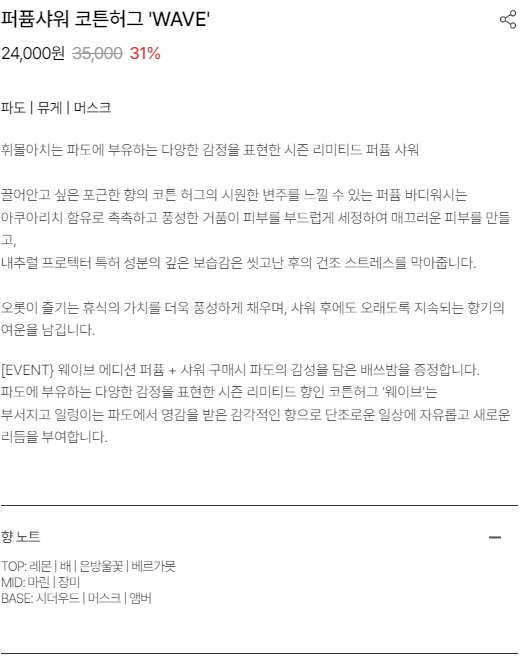 퍼퓸샤워 코튼허그 'WAVE'
24,000원 35,000 31%
파도 | 뮤게 | 머스크
휘몰아치는 파도에 부유하는 다양한 감정을 표현한 시즌 리미티드 퍼퓸 샤워
끌어안고 싶은 포근한 향의 코튼 허그의 시원한 변주를 느낄 수 있는 퍼퓸 바디워시는
아쿠아리치 함유로 촉촉하고 풍성한 거품이 피부를 부드럽게 세정하여 매끄러운 피부를 만들
고,
내추럴 프로텍터 특허 성분의 깊은 보습감은 씻고난 후의 건조 스트레스를 막아줍니다.
오롯이 즐기는 휴식의 가치를 더욱 풍성하게 채우며, 샤워 후에도 오래도록 지속되는 향기의
여운을 남깁니다.
[EVENT} 웨이브 에디션 퍼퓸 + 샤워 구매시 파도의 감성을 담은 배쓰밤을 증정합니다.
파도에 부유하는 다양한 감정을 표현한 시즌 리미티드 향인 코튼허그 '웨이브'는
부서지고 일렁이는 파도에서 영감을 받은 감각적인 향으로 단조로운 일상에 자유롭고 새로운
리듬을 부여합니다.
향 노트
TOP: 레몬 | 배 | 은방울꽃 | 베르가못
MID: 마린 | 장미
BASE: 시더우드 | 머스크 | 앰버